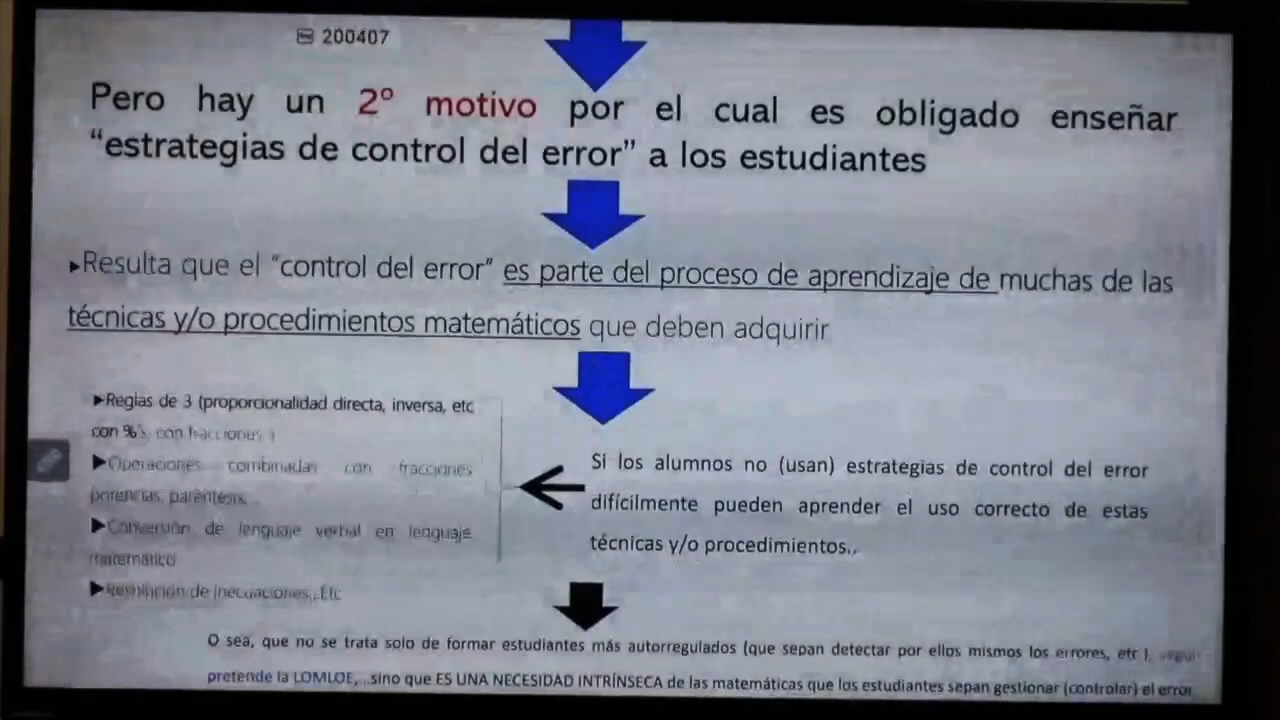 200407
Pero hay un 2º motivo por el cual es obligado enseñar
“estrategias de control del error” a los estudiantes
▸Resulta que el “control del error” es parte del proceso de aprendizaje de muchas de las
técnicas y/o procedimientos matemáticos que deben adquirir
▶Reglas de 3 (proporcionalidad directa, inversa, etc
con %'s, con fracciones
▶Operaciones combinadas con fracciones
potencias, paréntesis...
▶Conversión de lenguaje verbal en lenguaje
matemático
▶Resolución de Inecuaciones,.Etc
Si los alumnos no (usan) estrategias de control del error
difícilmente pueden aprender el uso correcto de estas
técnicas y/o procedimientos..
O sea, que no se trata solo de formar estudiantes más autorregulados (que sepan detectar por ellos mismos los errores, etc ),
pretende la LOMLOE,...sino que ES UNA NECESIDAD INTRÍNSECA de las matemáticas que los estudiantes sepan gestionar (controlar) el error